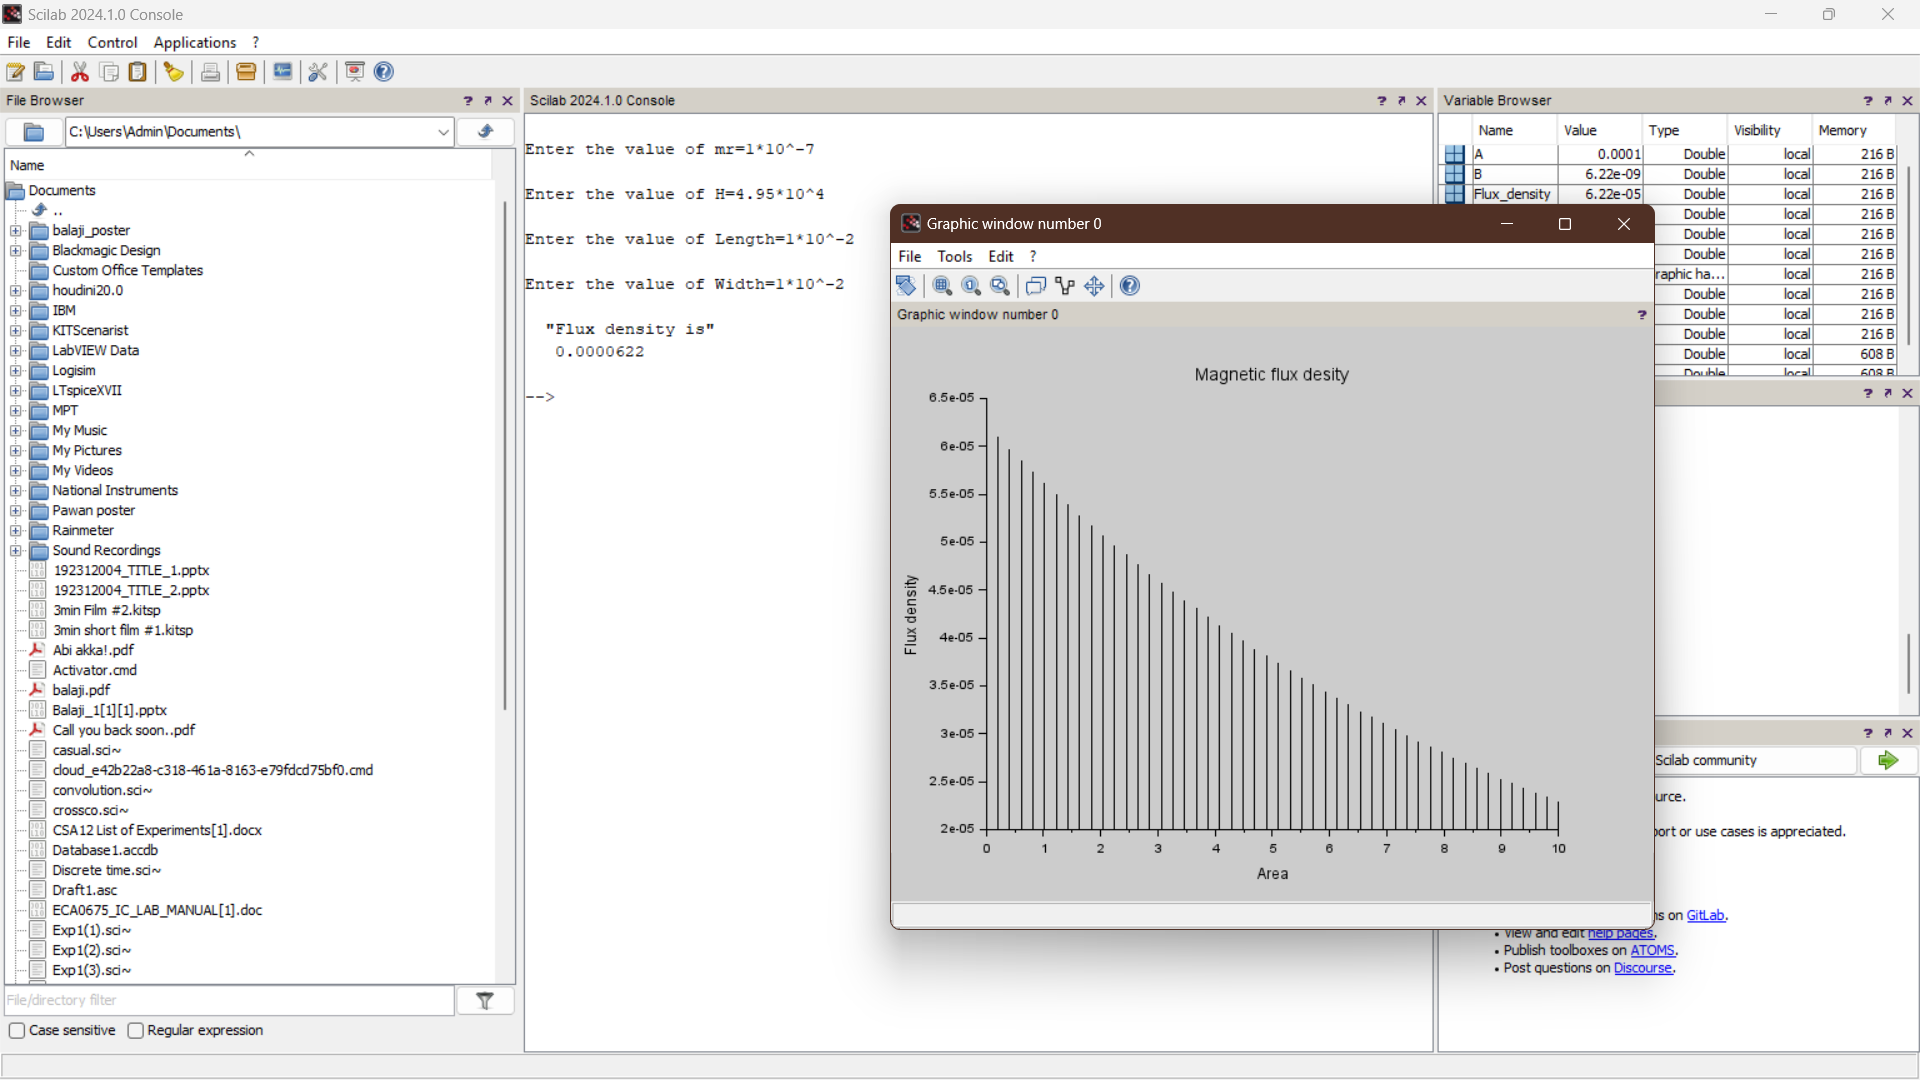 Scilab 2024.1.0 Console
File Edit Control Applications ?
File Browser
C:\Users\Admin\Documents\
Name
Documents
..
balaji_poster
Blackmagic Design
Custom Office Templates
houdini20.0
IBM
KITScenarist
LabVIEW Data
Logisim
LTspiceXVII
MPT
My Music
My Pictures
My Videos
National Instruments
Pawan poster
Rainmeter
Sound Recordings
192312004_TITLE_1.pptx
192312004_TITLE_2.pptx
3min Film #2.kitsp
3min short film #1.kitsp
Abi akka!.pdf
Activator.cmd
balaji.pdf
Balaji_1[1][1].pptx
Call you back soon..pdf
casual.sci~
cloud_e42b22a8-c318-461a-8163-e79fdcd75bf0.cmd
convolution.sci~
crossco.sci~
CSA12 List of Experiments[1].docx
Database1.accdb
Discrete time.sci~
Draft1.asc
ECA0675_IC_LAB_MANUAL[1].doc
Exp1(1).sci~
Exp1(2).sci~
Exp1(3).sci~
File/directory filter
Case sensitive Regular expression
Scilab 2024.1.0 Console
Enter the value of mr=1*10^-7
Enter the value of H=4.95*10^4
Enter the value of Length=1*10^-2
Enter the value of Width=1*10^-2
"Flux density is"
0.0000622
-->
Variable Browser
Name Value Type Visibility Memory
A 0.0001 Double local 216 B
B 6.22e-09 Double local 216 B
Flux_density 6.22e-05 Double local 216 B
Double local 216 B
Double local 216 B
Double local 216 B
raphic ha... local 216 B
Double local 216 B
Double local 216 B
Double local 216 B
Double local 608 B
Double local 608 B
Graphic window number 0
File Tools Edit ?
Graphic window number 0
Magnetic flux desity
6.5e-05
6e-05
5.5e-05
5e-05
4.5e-05
4e-05
3.5e-05
3e-05
2.5e-05
2e-05
Flux density
0 1 2 3 4 5 6 7 8 9 10
Area
Scilab community
urce.
port or use cases is appreciated.
s on GitLab.
• View and edit help pages.
• Publish toolboxes on ATOMS.
• Post questions on Discourse.